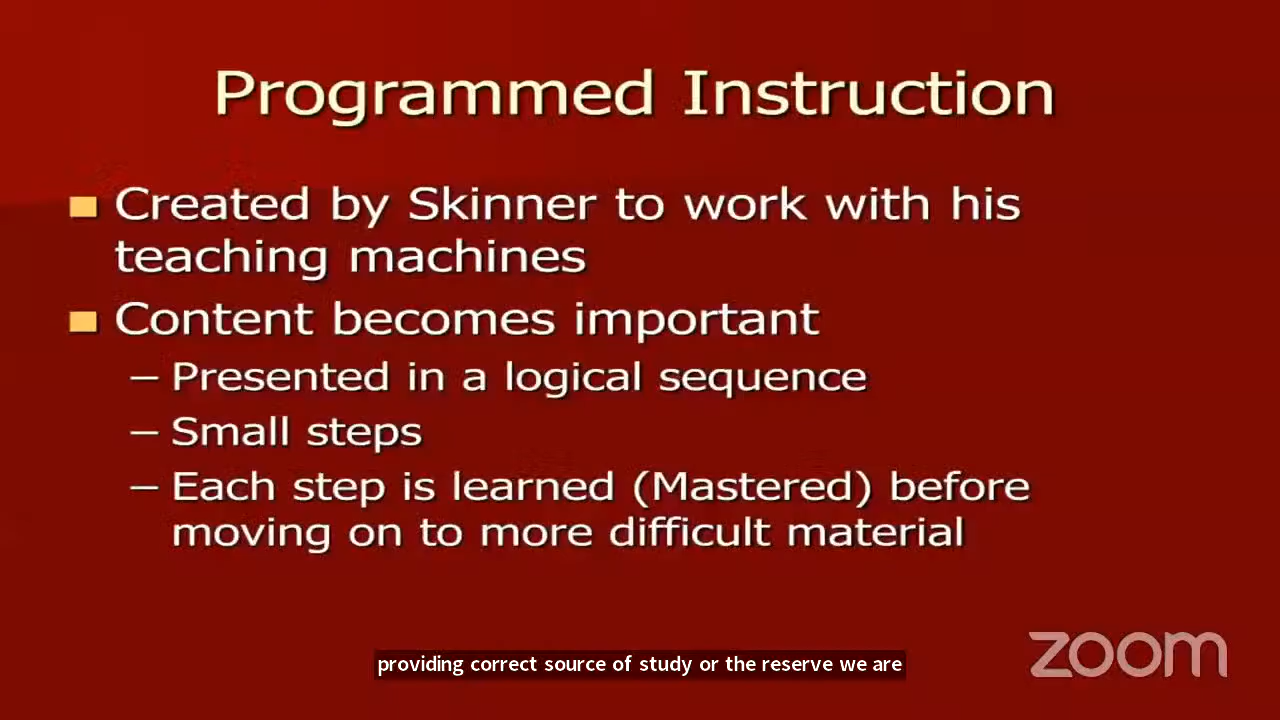 Programmed Instruction
Created by Skinner to work with his
teaching machines
Content becomes important
– Presented in a logical sequence
– Small steps
– Each step is learned (Mastered) before
moving on to more difficult material
providing correct source of study or the reserve we are
zoom